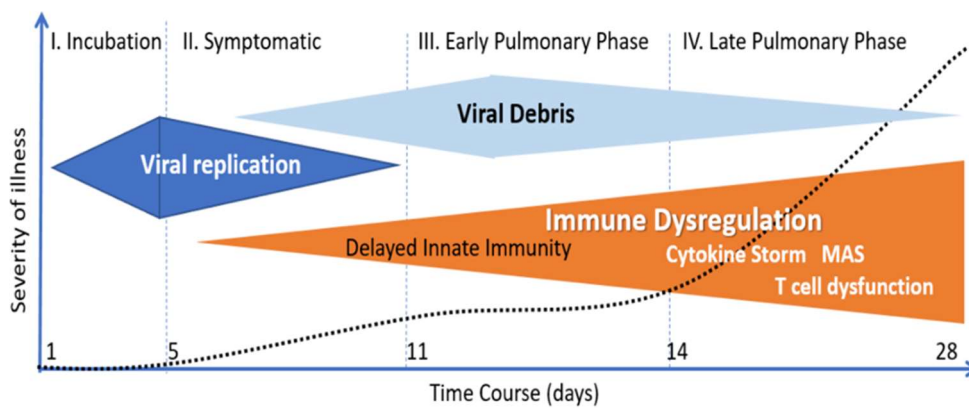 I. Incubation
II. Symptomatic
III. Early Pulmonary Phase
IV. Late Pulmonary Phase
Viral Debris
Viral replication
Immune Dysregulation
Delayed Innate Immunity
Cytokine Storm MAS
T cell dysfunction
Severity of illness
1
5
11
14
28
Time Course (days)